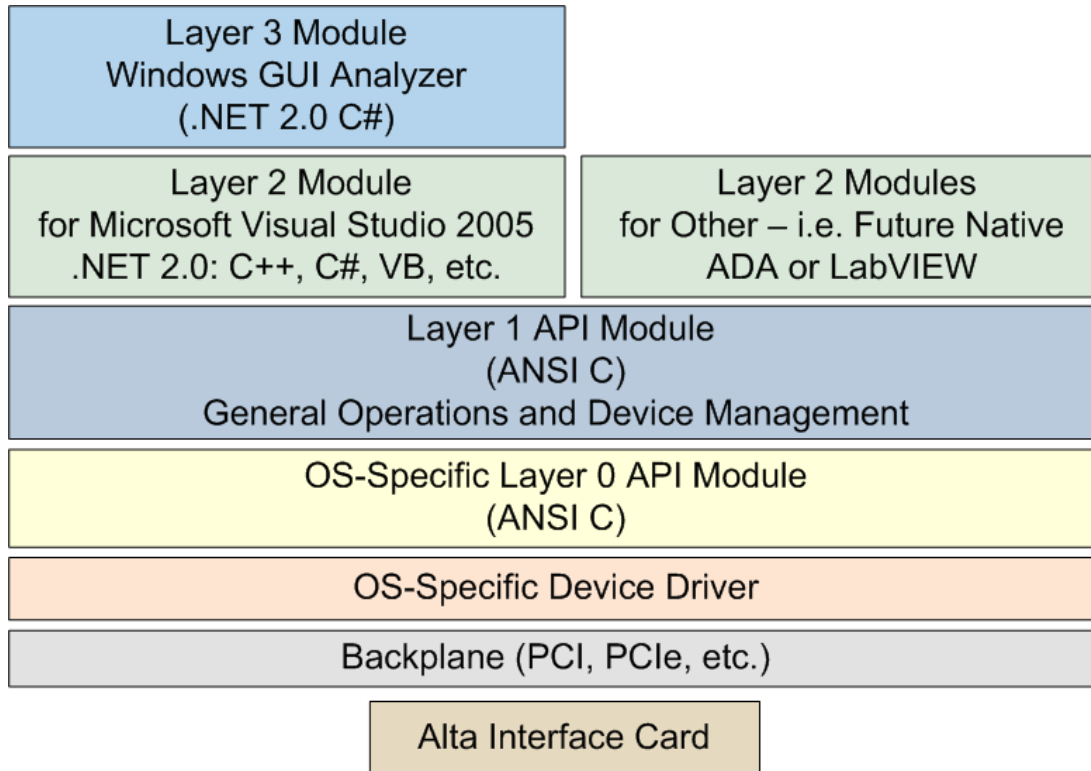 Layer 3 Module
Windows GUI Analyzer
(.NET 2.0 C#)
Layer 2 Module
for Microsoft Visual Studio 2005
.NET 2.0: C++, C#, VB, etc.
Layer 2 Modules
for Other – i.e. Future Native
ADA or LabVIEW
Layer 1 API Module
(ANSI C)
General Operations and Device Management
OS-Specific Layer 0 API Module
(ANSI C)
OS-Specific Device Driver
Backplane (PCI, PCIe, etc.)
Alta Interface Card